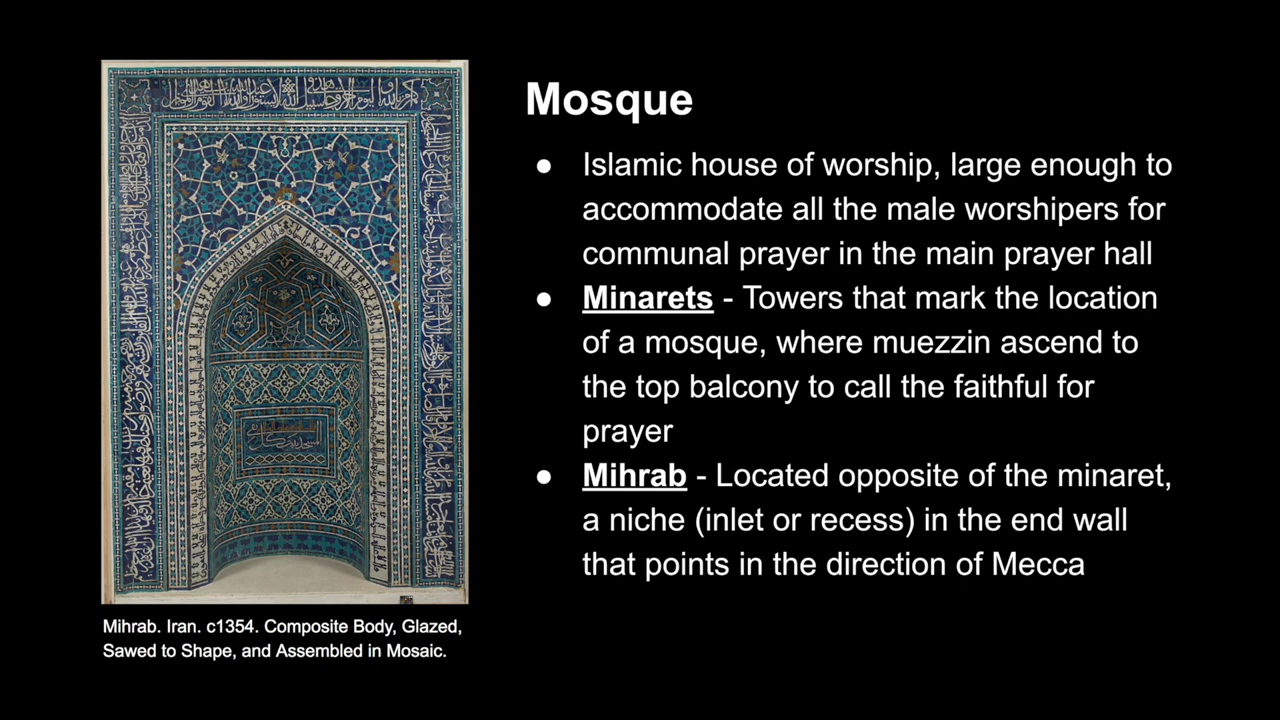 Mosque
● Islamic house of worship, large enough to
accommodate all the male worshipers for
communal prayer in the main prayer hall
● Minarets - Towers that mark the location
of a mosque, where muezzin ascend to
the top balcony to call the faithful for
prayer
● Mihrab - Located opposite of the minaret,
a niche (inlet or recess) in the end wall
that points in the direction of Mecca
Mihrab. Iran. c1354. Composite Body, Glazed,
Sawed to Shape, and Assembled in Mosaic.